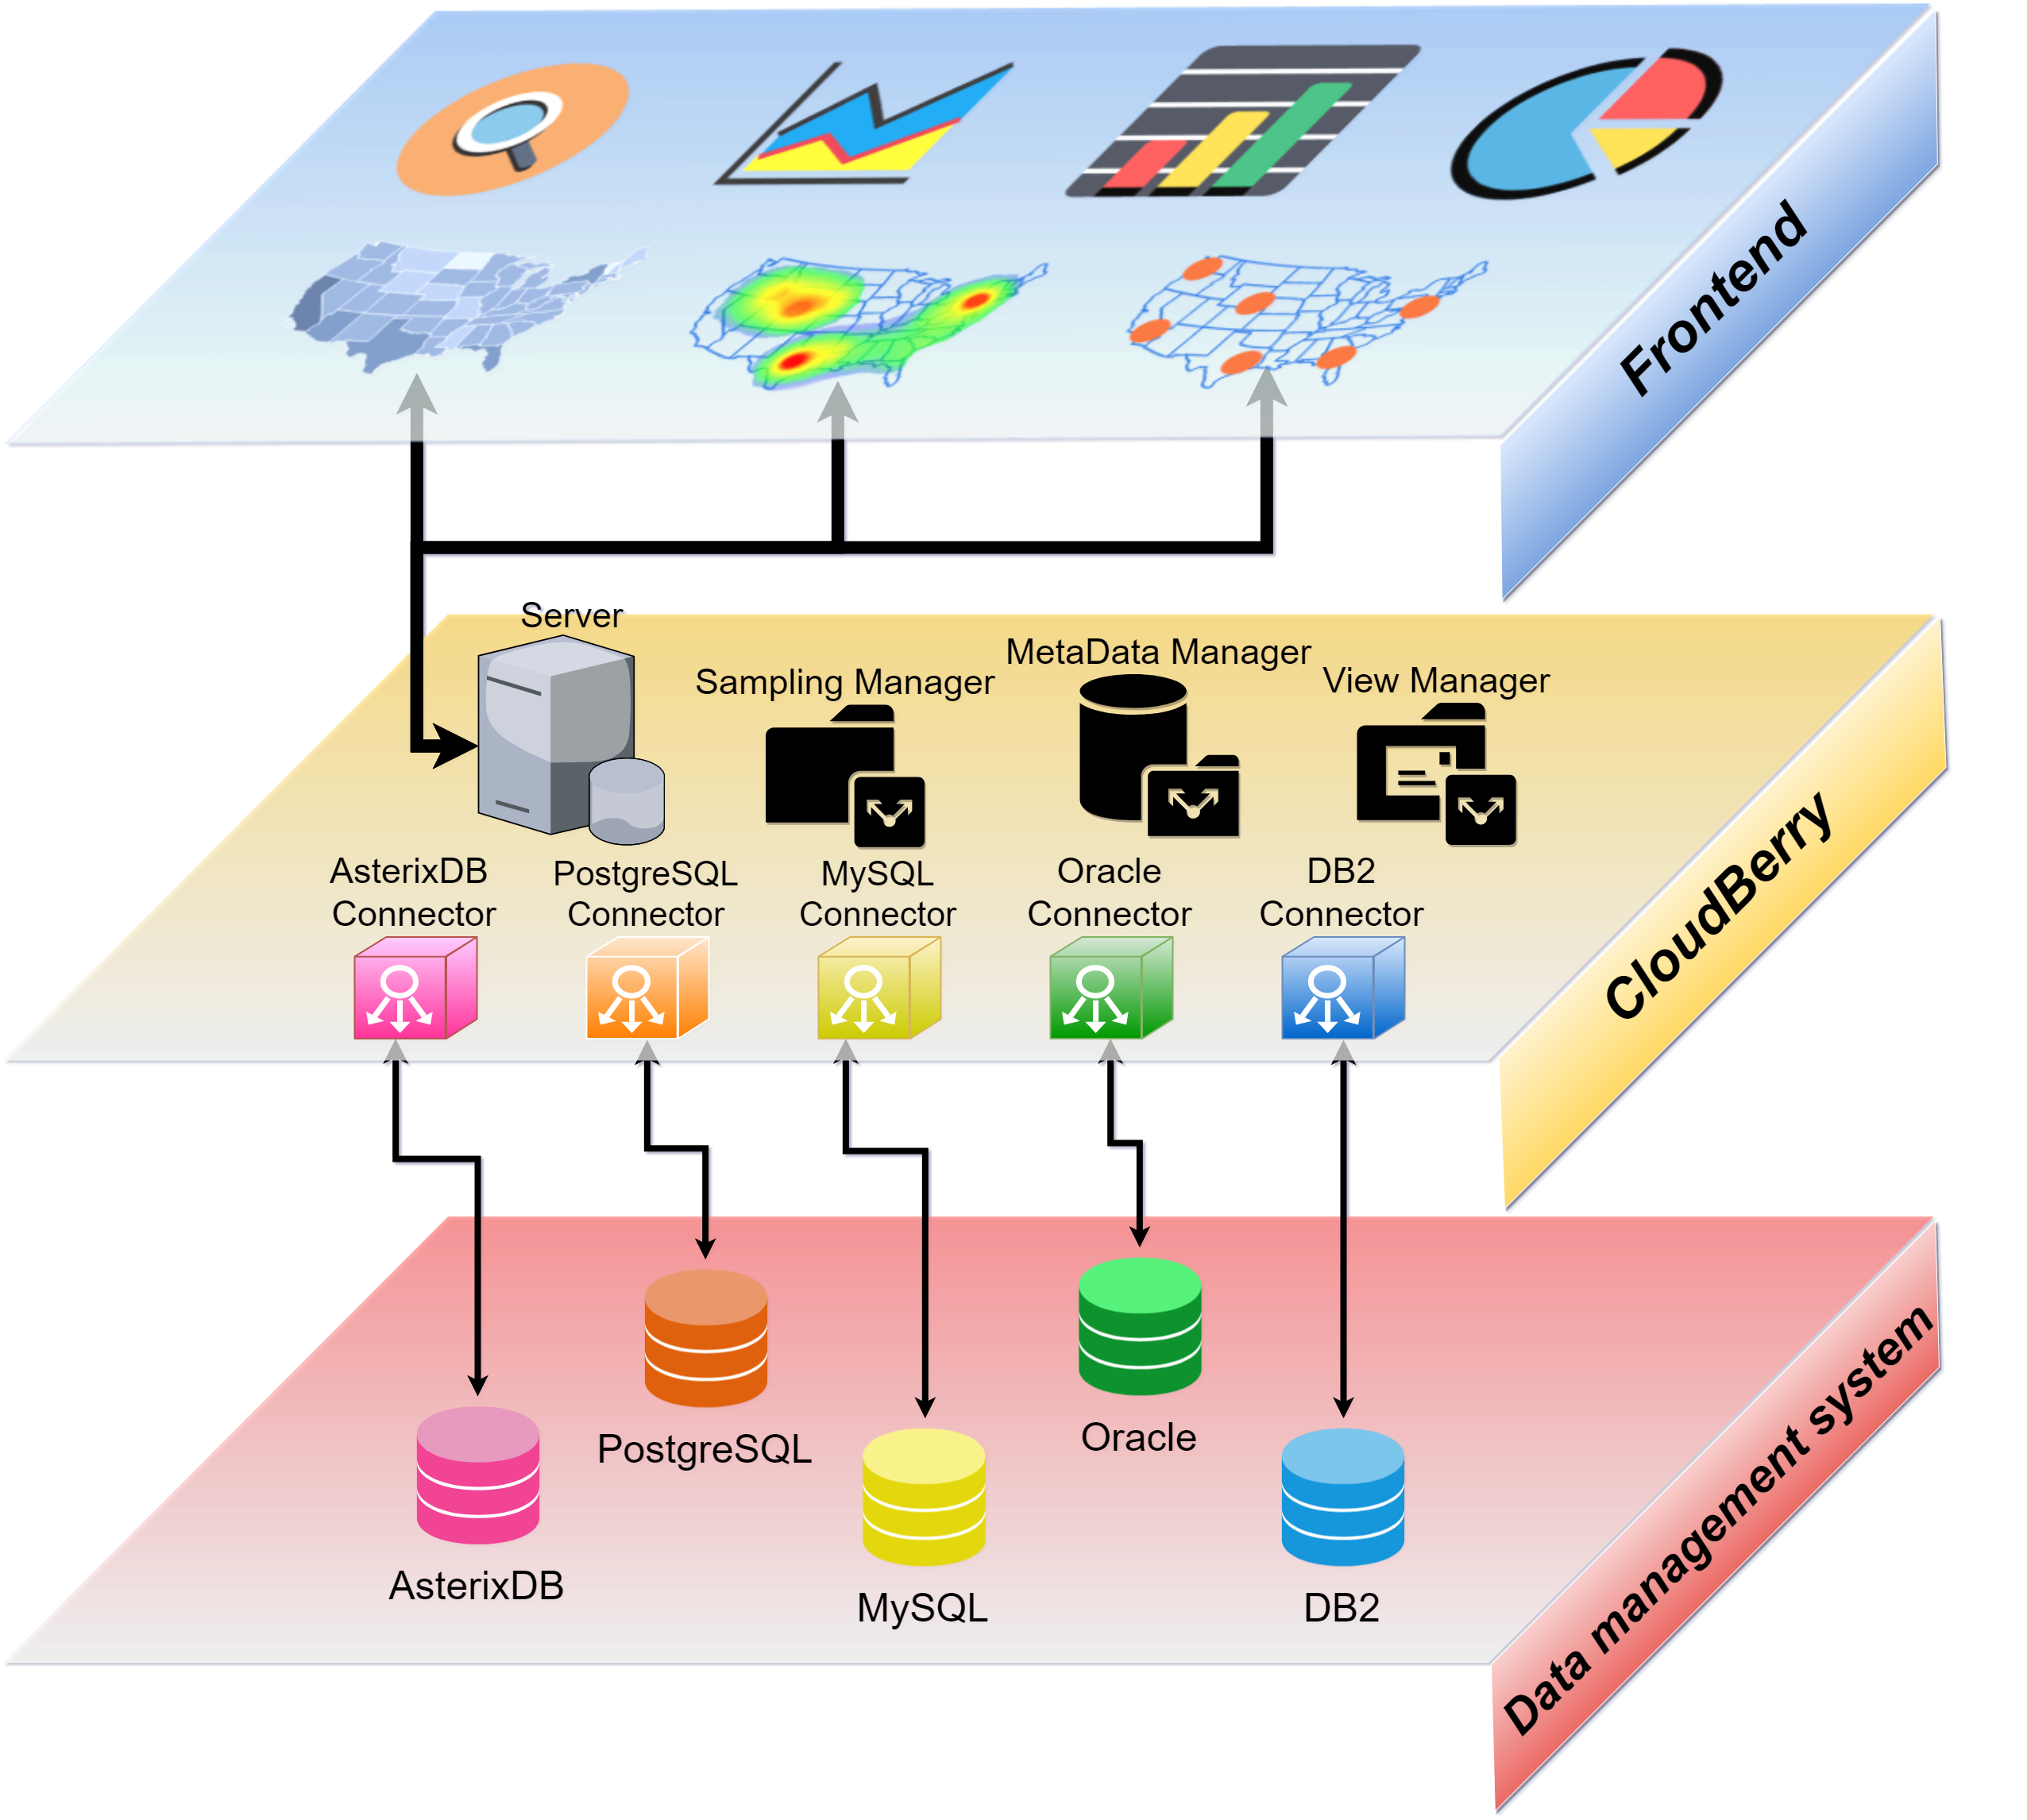 Frontend
Server
MetaData Manager
Sampling Manager
View Manager
AsterixDB
Connector
PostgreSQL
Connector
MySQL
Connector
Oracle
Connector
DB2
Connector
CloudBerry
Oracle
PostgreSQL
AsterixDB
MySQL
DB2
Data management system